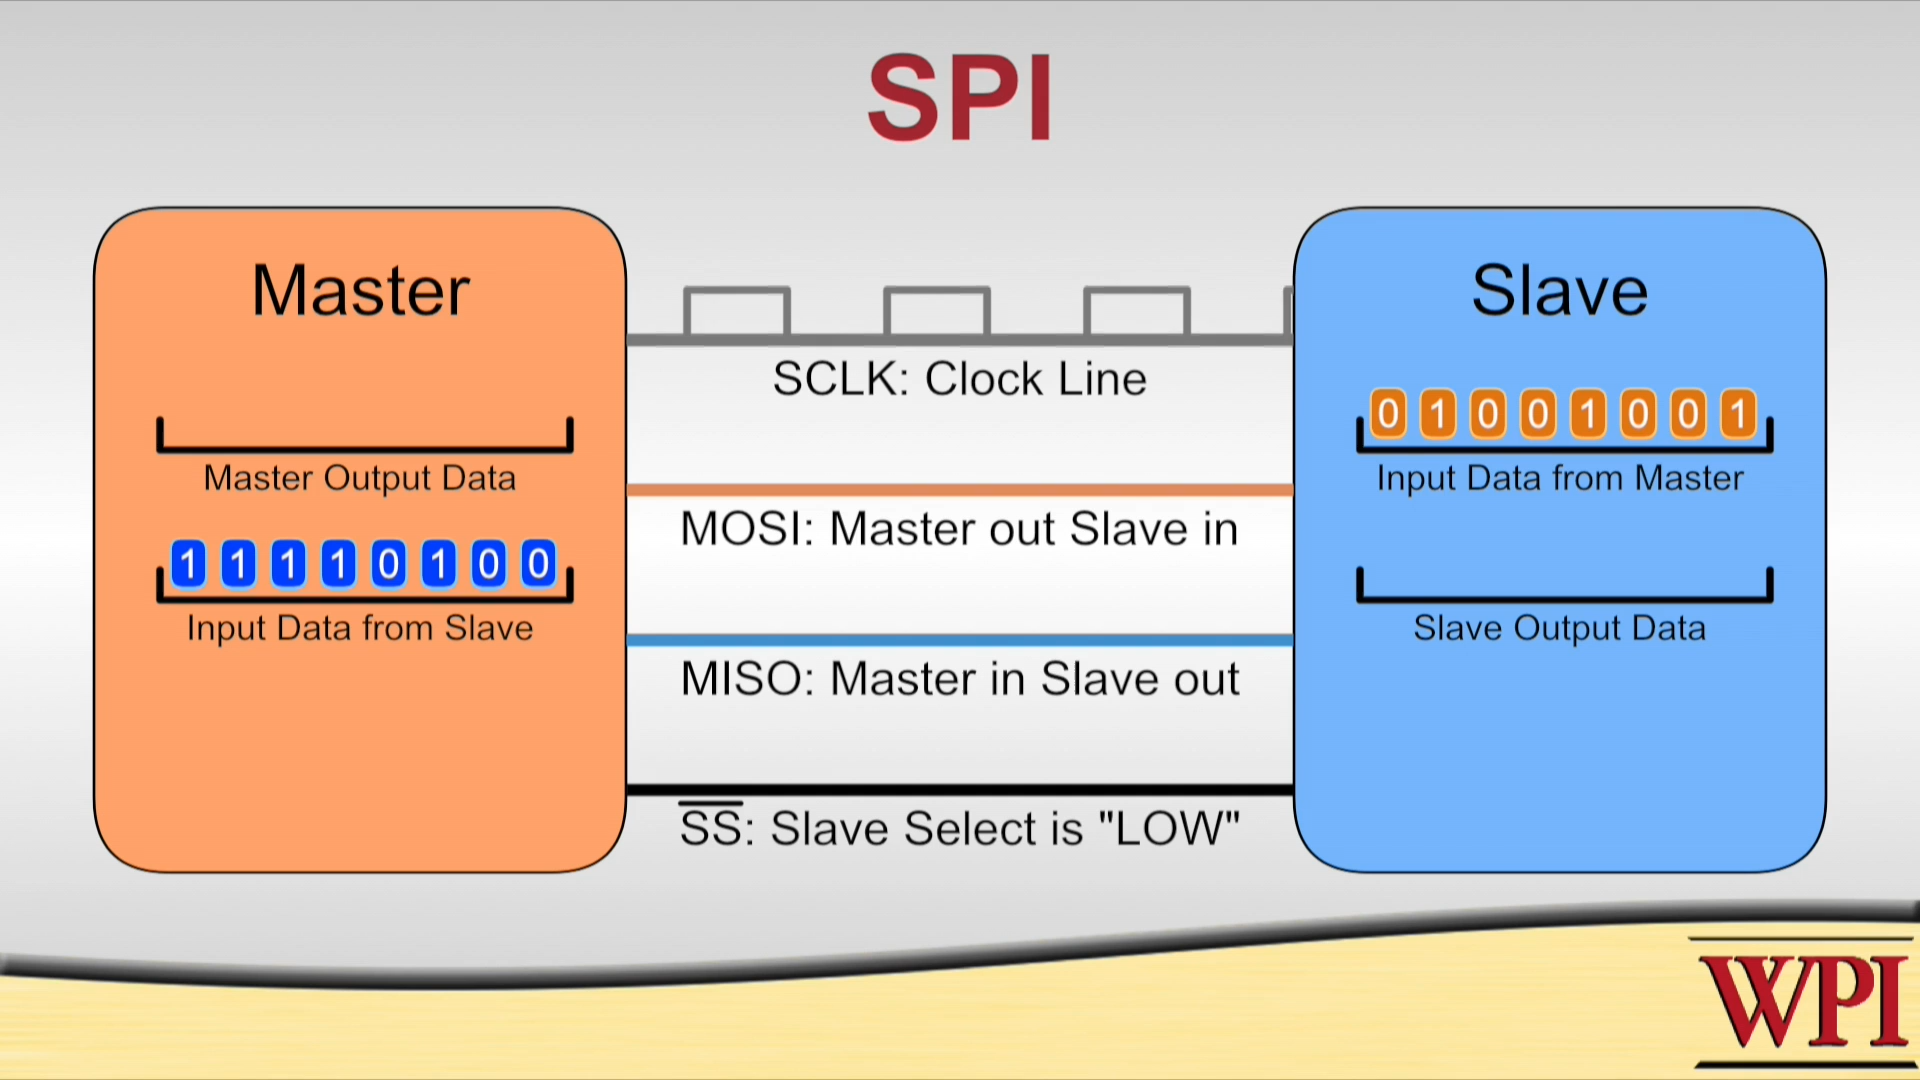 SPI
Master
Slave
SCLK: Clock Line
0 1 0 0 1 0 0 1
Master Output Data
Input Data from Master
MOSI: Master out Slave in
1 1 1 1 0 1 0 0
Input Data from Slave
Slave Output Data
MISO: Master in Slave out
S̅S̅: Slave Select is "LOW"
WPI